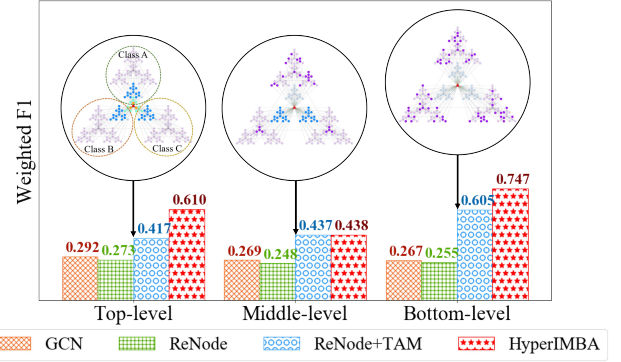 Weighted F1
Class A
Class B
Class C
0.292
0.273
0.417
0.610
0.269
0.248
0.437
0.438
0.267
0.255
0.605
0.747
Top-level
Middle-level
Bottom-level
GCN
ReNode
ReNode+TAM
HyperIMBA